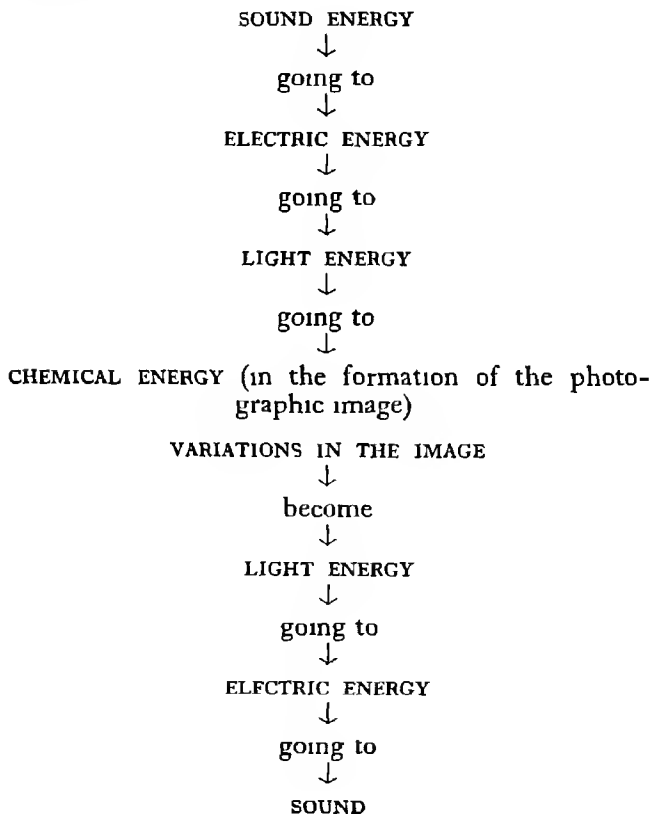 SOUND ENERGY
↓
going to
↓
ELECTRIC ENERGY
↓
going to
↓
LIGHT ENERGY
↓
going to
↓
CHEMICAL ENERGY (in the formation of the photo-
graphic image)
VARIATIONS IN THE IMAGE
↓
become
↓
LIGHT ENERGY
↓
going to
↓
ELECTRIC ENERGY
↓
going to
↓
SOUND